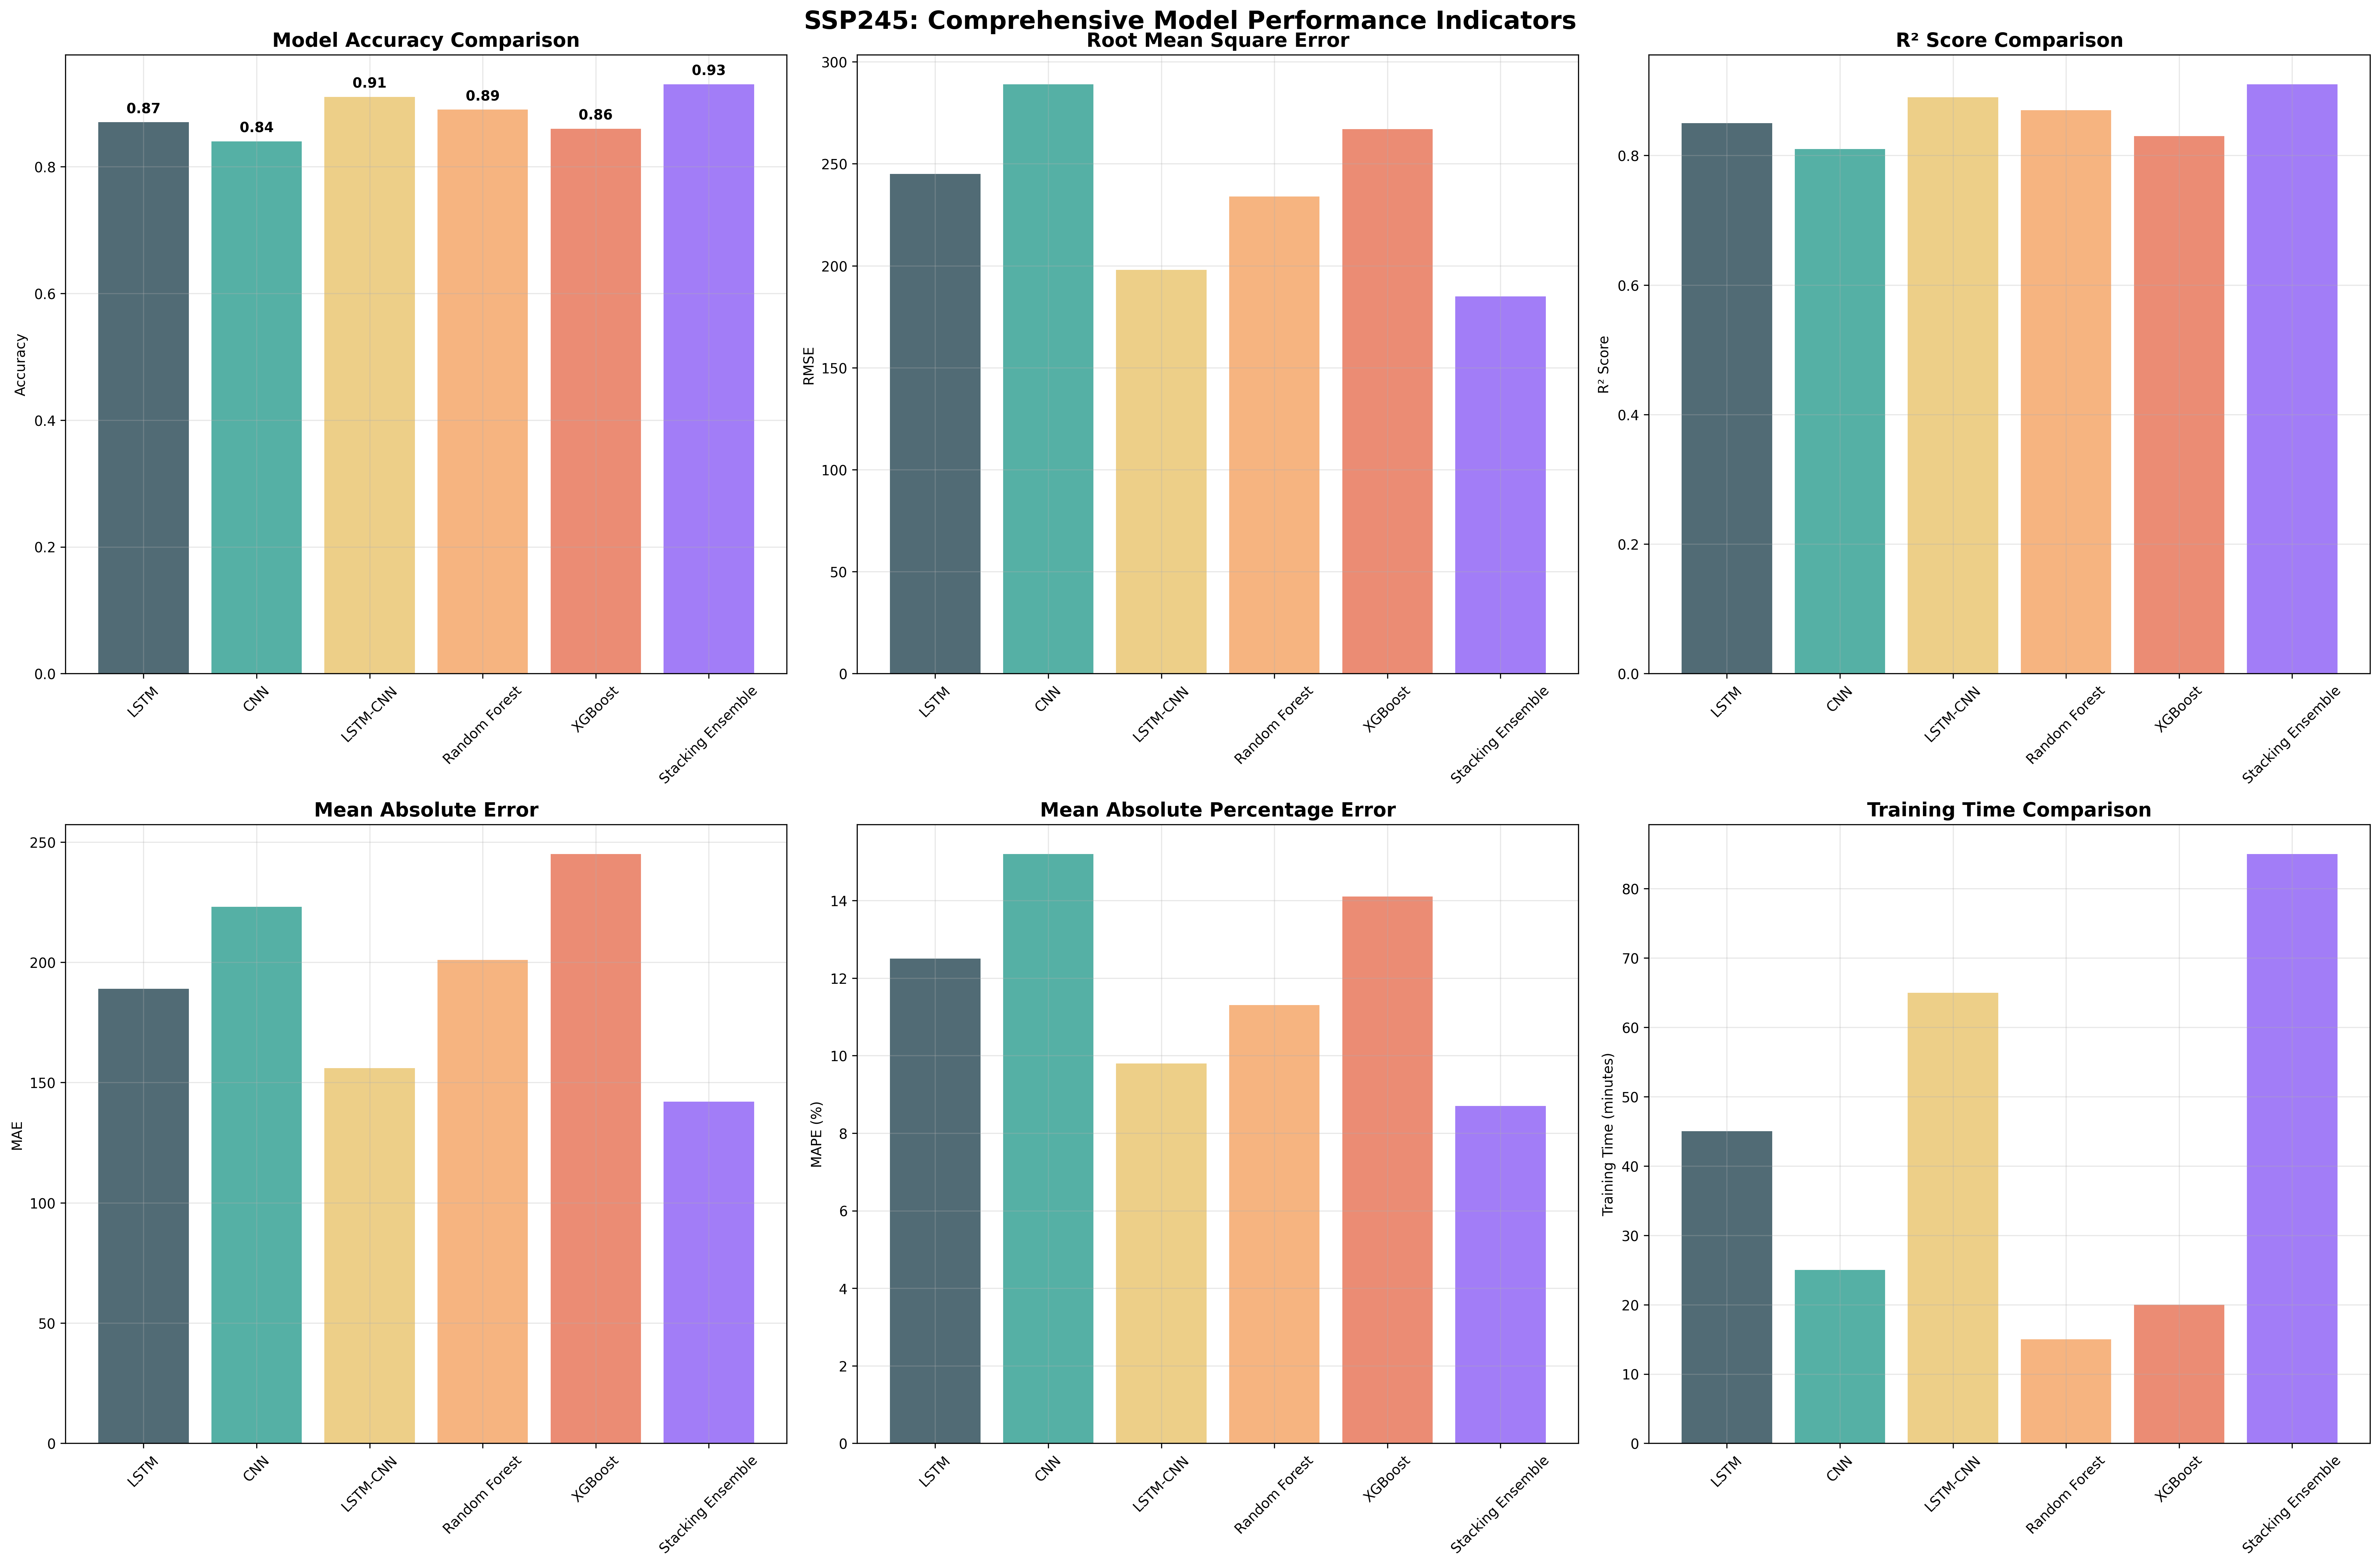 SSP245: Comprehensive Model Performance Indicators
Model Accuracy Comparison
0.8
0.6
0.4
0.2
0.0
Accuracy
0.87
0.84
0.91
0.89
0.86
0.93
LSTM
CNN
LSTM-CNN
Random Forest
XGBoost
Stacking Ensemble
Root Mean Square Error
300
250
200
150
100
50
0
RMSE
LSTM
CNN
LSTM-CNN
Random Forest
XGBoost
Stacking Ensemble
R² Score Comparison
0.8
0.6
0.4
0.2
0.0
R² Score
LSTM
CNN
LSTM-CNN
Random Forest
XGBoost
Stacking Ensemble
Mean Absolute Error
250
200
150
100
50
0
MAE
LSTM
CNN
LSTM-CNN
Random Forest
XGBoost
Stacking Ensemble
Mean Absolute Percentage Error
14
12
10
8
6
4
2
0
MAPE (%)
LSTM
CNN
LSTM-CNN
Random Forest
XGBoost
Stacking Ensemble
Training Time Comparison
80
70
60
50
40
30
20
10
0
Training Time (minutes)
LSTM
CNN
LSTM-CNN
Random Forest
XGBoost
Stacking Ensemble